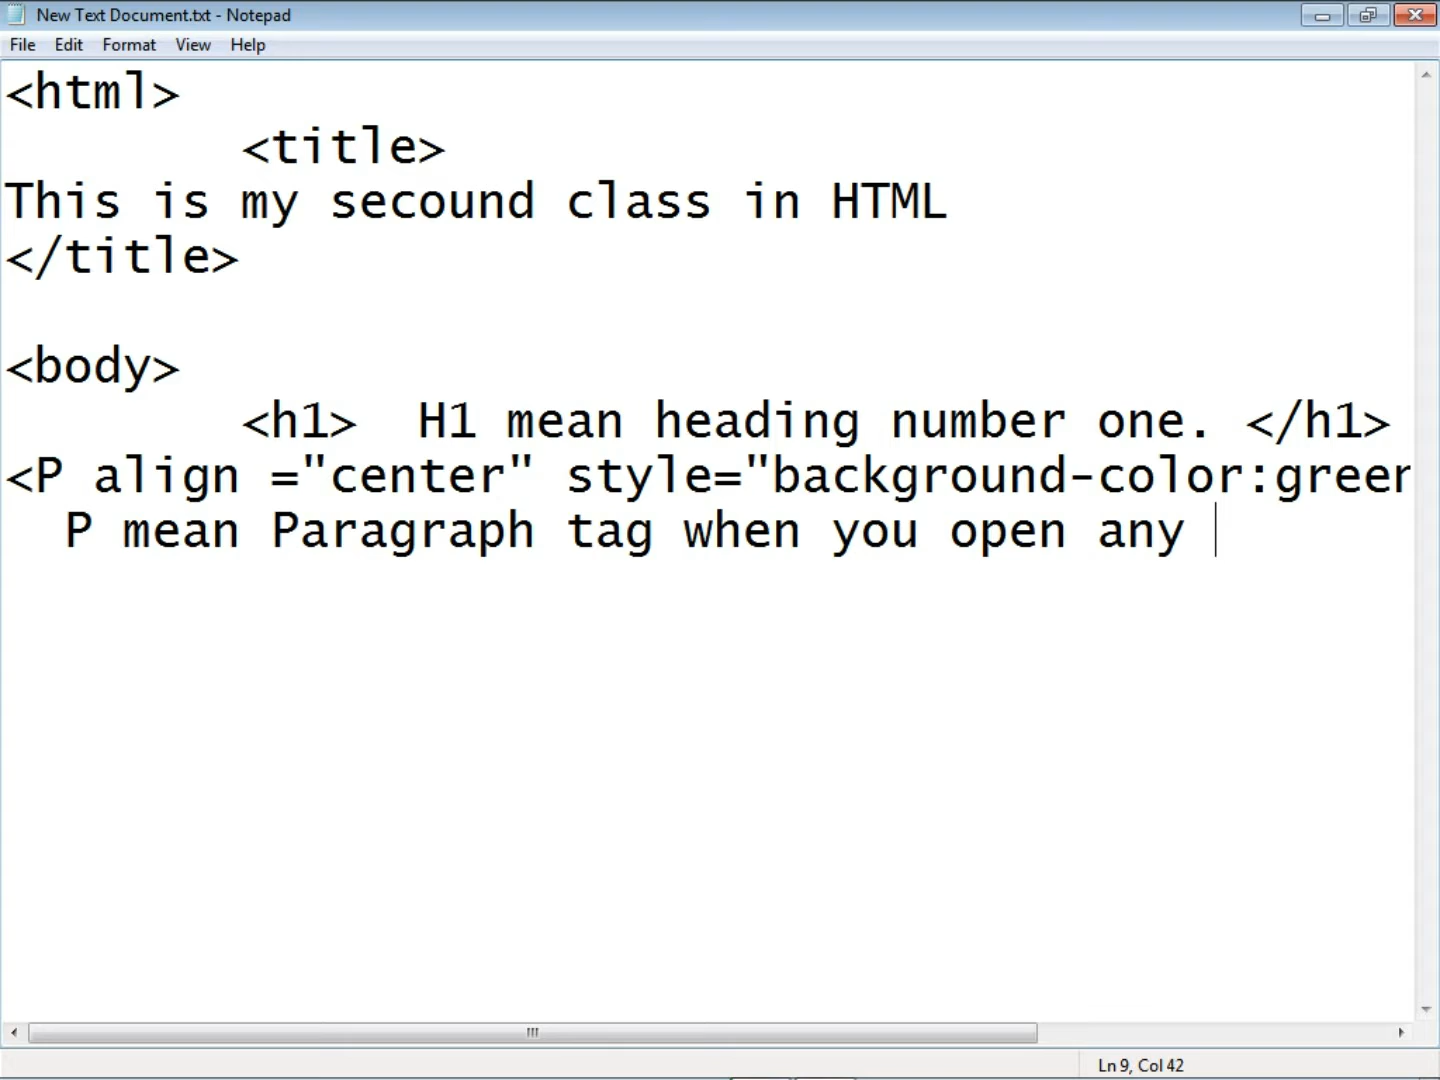 New Text Document.txt - Notepad
File Edit Format View Help
<html>
<title>
This is my secound class in HTML
</title>
<body>
<h1>  H1 mean heading number one. </h1>
<P align ="center" style="background-color:green
P mean Paragraph tag when you open any
Ln 9, Col 42